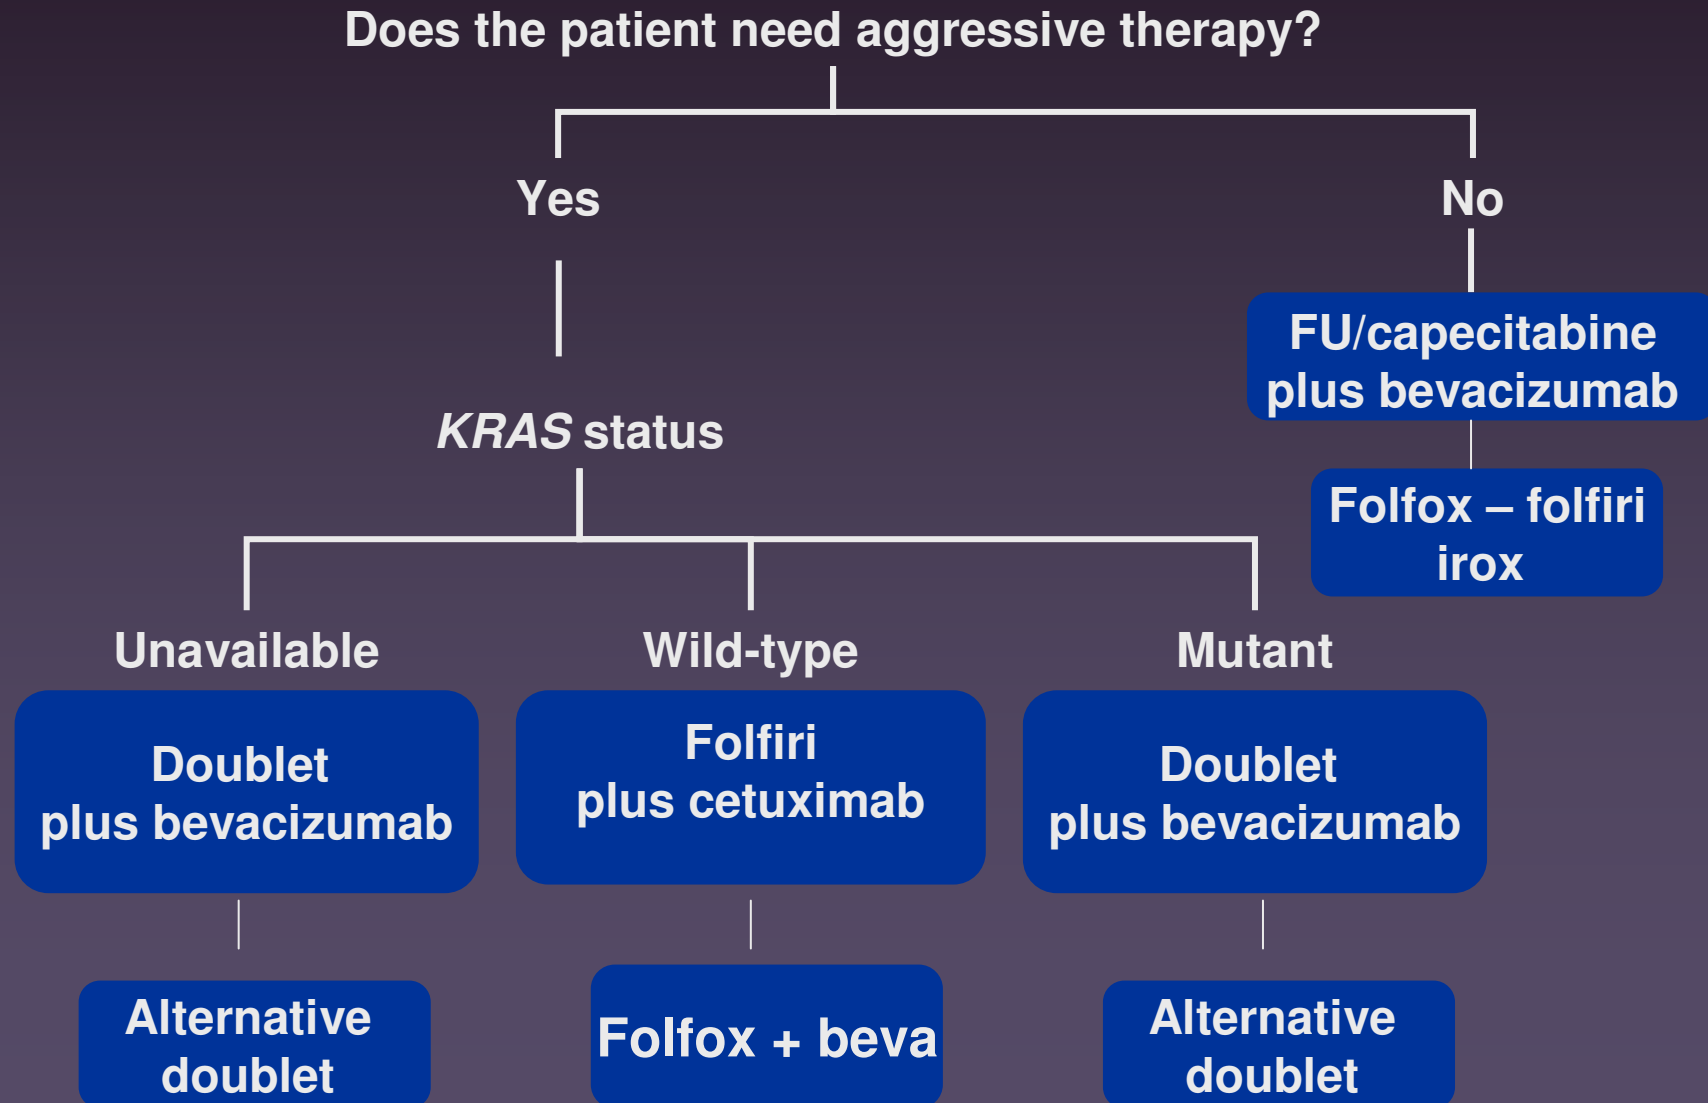 Does the patient need aggressive therapy?
Yes
No
FU/capecitabine
plus bevacizumab
KRAS status
Folfox – folfiri
irox
Unavailable
Wild-type
Mutant
Doublet
plus bevacizumab
Folfiri
plus cetuximab
Doublet
plus bevacizumab
Alternative
doublet
Folfox + beva
Alternative
doublet